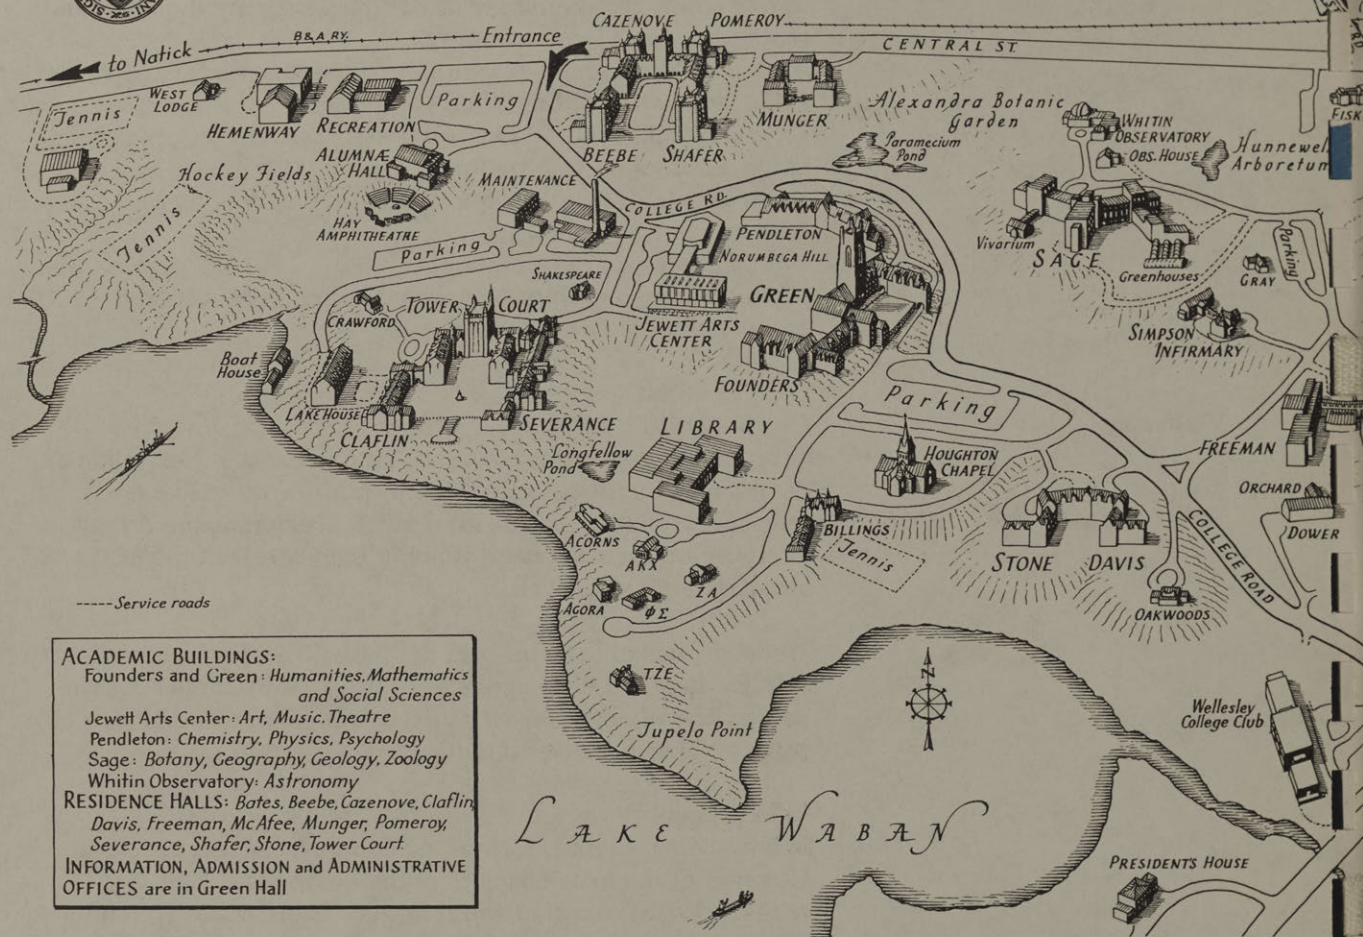 CAZENOVE
POMEROY
B&A RY.
Entrance
to Natick
CENTRAL ST.
WEST
LODGE
Tennis
HEMENWAY
RECREATION
Parking
BEEBE
SHAFER
MUNGER
Alexandra Botanic
Garden
Paramecium
Pond
WHITIN
OBSERVATORY
OBS. HOUSE
Hunnewel
Arboretum
FISK
ALUMNÆ
HALL
Hockey Fields
Tennis
HAY
AMPHITHEATRE
MAINTENANCE
COLLEGE RD.
Parking
PENDLETON
NORUMBEGA HILL
GREEN
Vivarium
SAGE
Greenhouses
Parking
GRAY
SIMPSON
INFIRMARY
SHAKESPEARE
CRAWFORD
TOWER COURT
JEWETT ARTS
CENTER
FOUNDERS
Boat
House
LAKE HOUSE
CLAFLIN
SEVERANCE
LIBRARY
Longfellow
Pond
Parking
HOUGHTON
CHAPEL
FREEMAN
ORCHARD
DOWER
ACORNS
AKX
ZA
AGORA
ΦΣ
BILLINGS
Tennis
STONE
DAVIS
COLLEGE ROAD
OAKWOODS
TZE
Tupelo Point
N
Wellesley
College Club
LAKE WABAN
PRESIDENT'S HOUSE
-----Service roads
ACADEMIC BUILDINGS:
Founders and Green: Humanities, Mathematics
and Social Sciences
Jewett Arts Center: Art, Music. Theatre
Pendleton: Chemistry, Physics, Psychology
Sage: Botany, Geography, Geology, Zoology
Whitin Observatory: Astronomy
RESIDENCE HALLS: Bates, Beebe, Cazenove, Claflin,
Davis, Freeman, McAfee, Munger, Pomeroy,
Severance, Shafer, Stone, Tower Court
INFORMATION, ADMISSION and ADMINISTRATIVE
OFFICES are in Green Hall